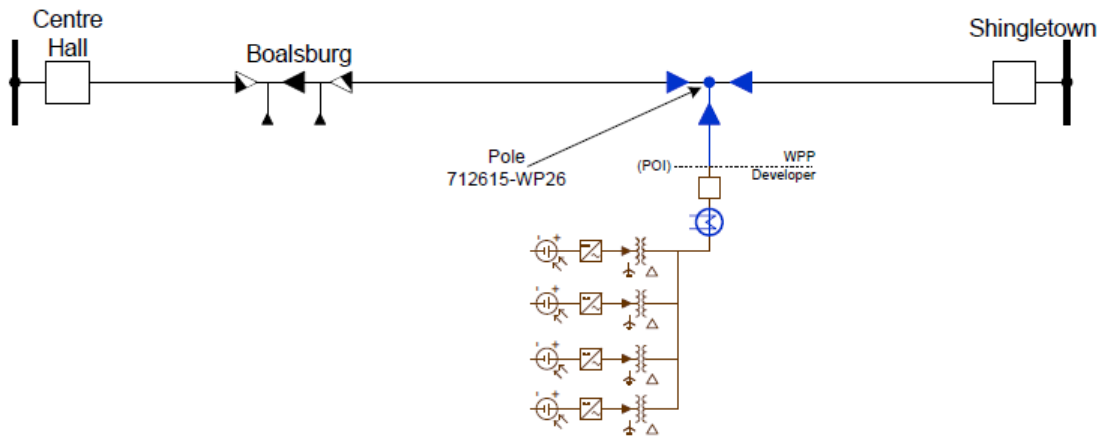 Centre
Hall
Boalsburg
Shingletown
Pole
712615-WP26
(POI)
WPP
Developer